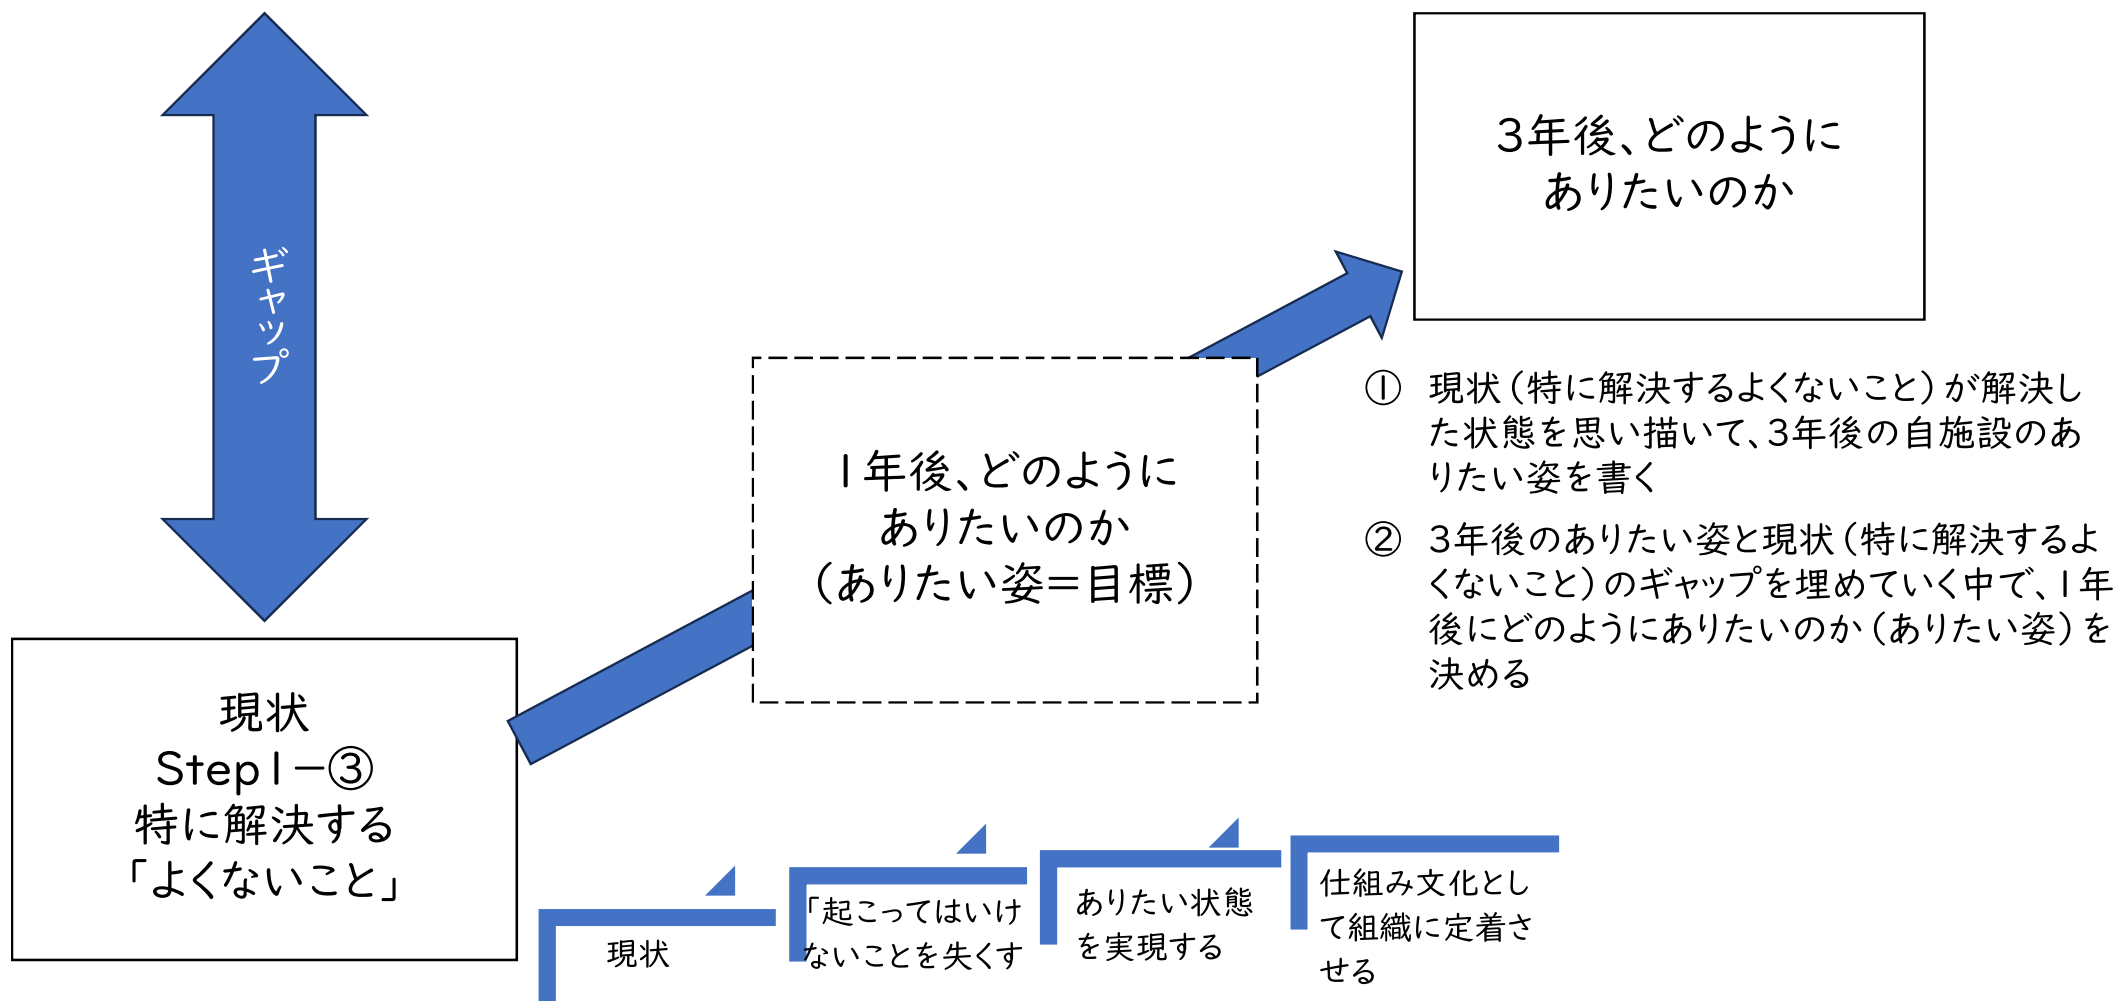 ギャップ
3年後、どのように
ありたいのか
1年後、どのように
ありたいのか
(ありたい姿=目標)
① 現状(特に解決するよくないこと)が解決し
た状態を思い描いて、3年後の自施設のあ
りたい姿を書く
② 3年後のありたい姿と現状(特に解決するよ
くないこと)のギャップを埋めていく中で、1年
後にどのようにありたいのか(ありたい姿)を
決める
現状
Step1-③
特に解決する
「よくないこと」
現状
「起こってはいけ
ないことを失くす
ありたい状態
を実現する
仕組み文化とし
て組織に定着さ
せる